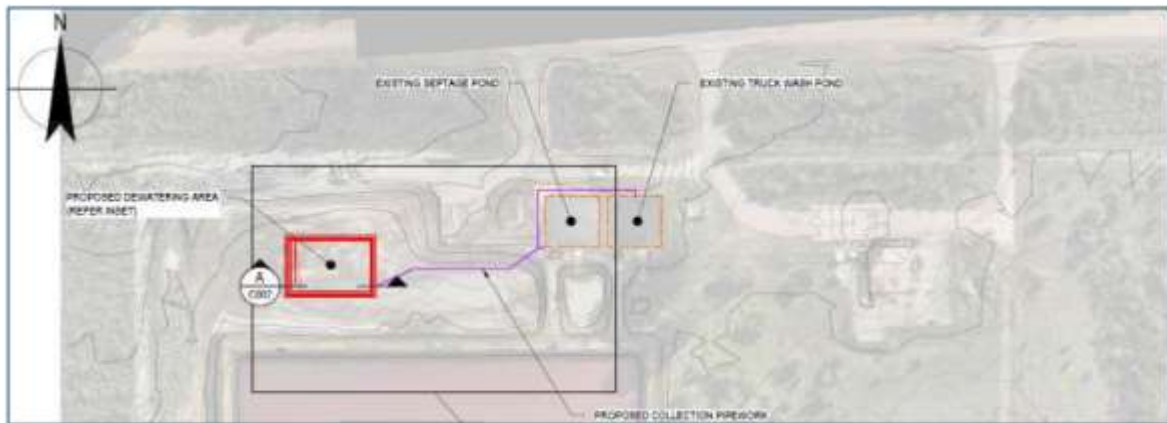 N
EXISTING SEPTAGE POND
EXISTING TRUCK WASH POND
PROPOSED DEWATERING AREA
(REFER INSET)
A
C007
PROPOSED COLLECTION PIPEWORK